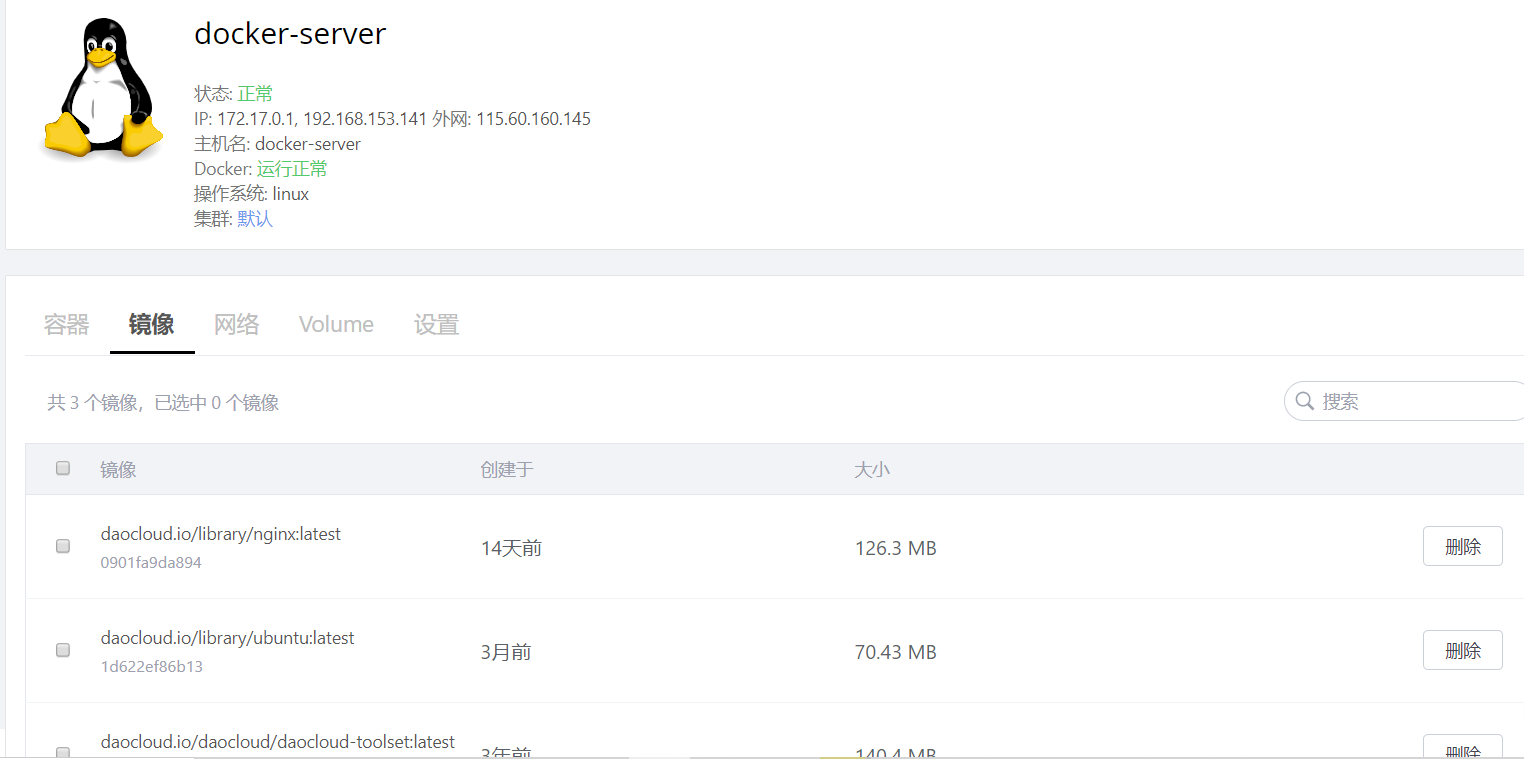 docker-server
状态: 正常
IP: 172.17.0.1, 192.168.153.141 外网: 115.60.160.145
主机名: docker-server
Docker: 运行正常
操作系统: linux
集群: 默认
容器 镜像 网络 Volume 设置
共 3 个镜像，已选中 0 个镜像 搜索
镜像 创建于 大小
daocloud.io/library/nginx:latest
0901fa9da894
14天前 126.3 MB 删除
daocloud.io/library/ubuntu:latest
1d622ef86b13
3月前 70.43 MB 删除
daocloud.io/daocloud/daocloud-toolset:latest
3年前 140.4 MB 删除